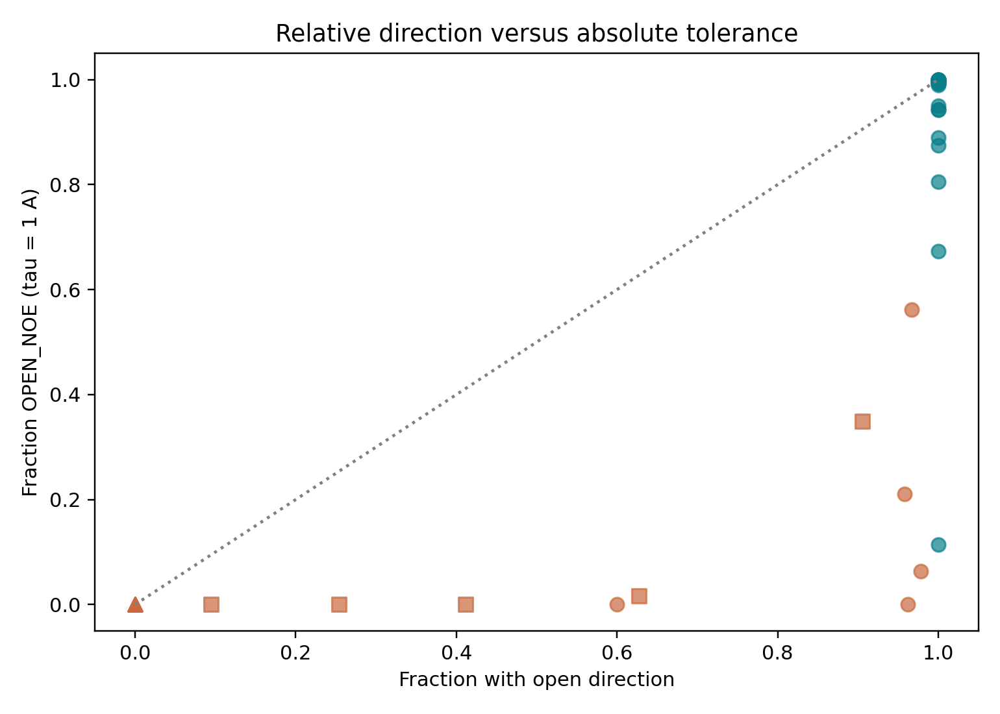 Relative direction versus absolute tolerance
Fraction OPEN_NOE (tau = 1 A)
1.0
0.8
0.6
0.4
0.2
0.0
0.0 0.2 0.4 0.6 0.8 1.0
Fraction with open direction